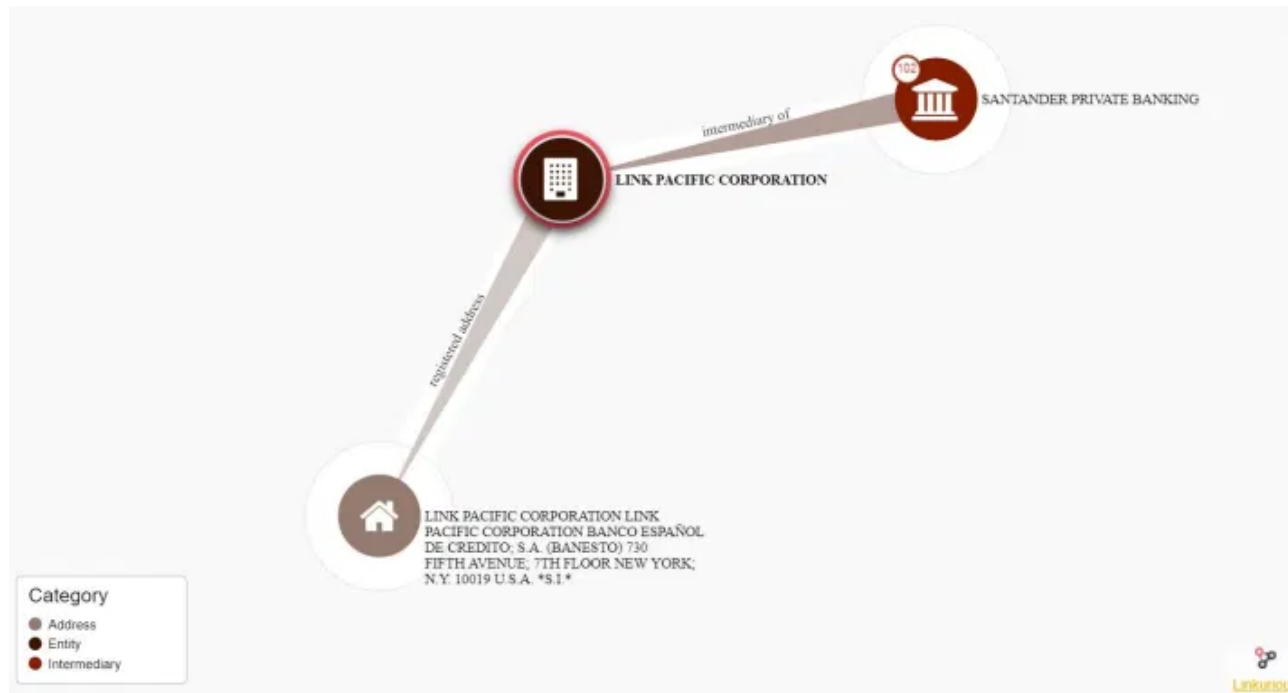 102
SANTANDER PRIVATE BANKING
intermediary of
LINK PACIFIC CORPORATION
registered address
LINK PACIFIC CORPORATION LINK
PACIFIC CORPORATION BANCO ESPAÑOL
DE CREDITO; S.A. (BANESTO) 730
FIFTH AVENUE; 7TH FLOOR NEW YORK;
N.Y. 10019 U.S.A. *S.I.*
Category
Address
Entity
Intermediary